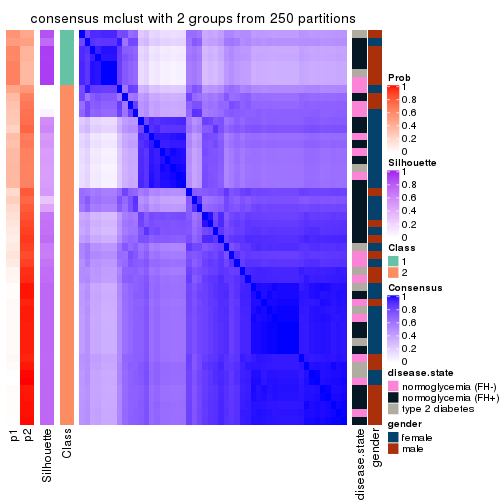 consensus mclust with 2 groups from 250 partitions
Prob
1
0.8
0.6
0.4
0.2
0
Silhouette
1
0.8
0.6
0.4
0.2
0
Class
1
2
Consensus
1
0.8
0.6
0.4
0.2
0
disease.state
normoglycemia (FH-)
normoglycemia (FH+)
type 2 diabetes
gender
female
male
p1
p2
Silhouette
Class
disease.state
gender